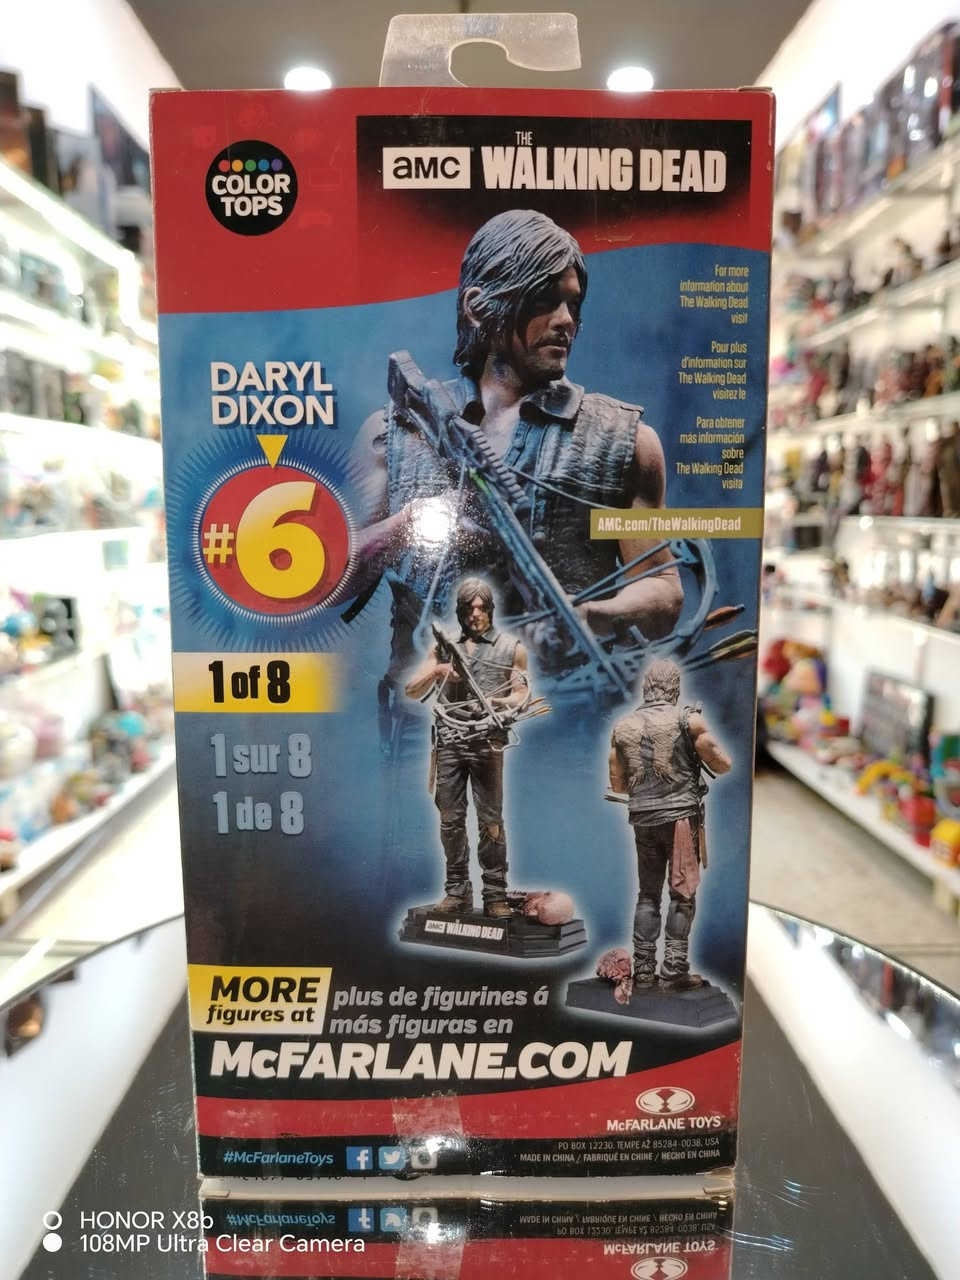 COLOR
TOPS
aMC
THE
WALKING DEAD
For more
information about
The Walking Dead
visit
Pour plus
d'information sur
The Walking Dead
visitez le
Para obtener
más información
sobre
The Walking Dead
visita
AMC.com/TheWalkingDead
DARYL
DIXON
#6
1 of 8
1 sur 8
1 de 8
aMC THE WALKING DEAD
MORE
figures at
plus de figurines á
más figuras en
McFARLANE.COM
McFARLANE TOYS
PO BOX 12230, TEMPE AZ 85284-0038, USA
MADE IN CHINA / FABRIQUÉ EN CHINE / HECHO EN CHINA
#McFarlaneToys
HONOR X8b
108MP Ultra Clear Camera